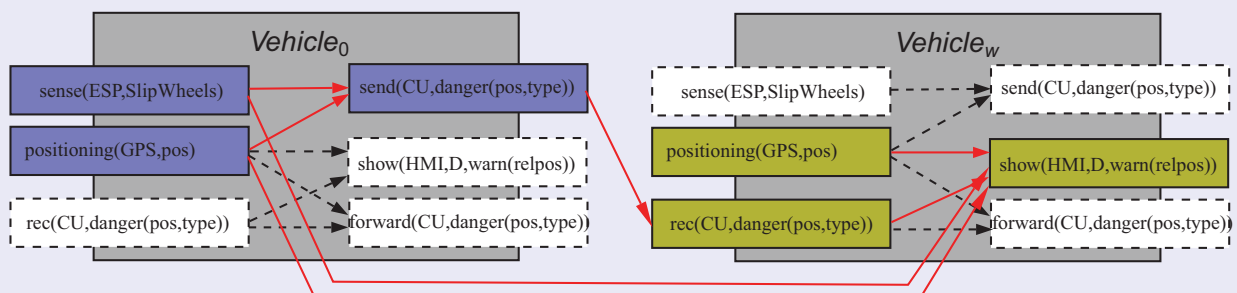 Vehicle0
sense(ESP,SlipWheels)
send(CU,danger(pos,type))
positioning(GPS,pos)
show(HMI,D,warn(relpos))
rec(CU,danger(pos,type))
forward(CU,danger(pos,type))
Vehiclew
sense(ESP,SlipWheels)
send(CU,danger(pos,type))
positioning(GPS,pos)
show(HMI,D,warn(relpos))
rec(CU,danger(pos,type))
forward(CU,danger(pos,type))